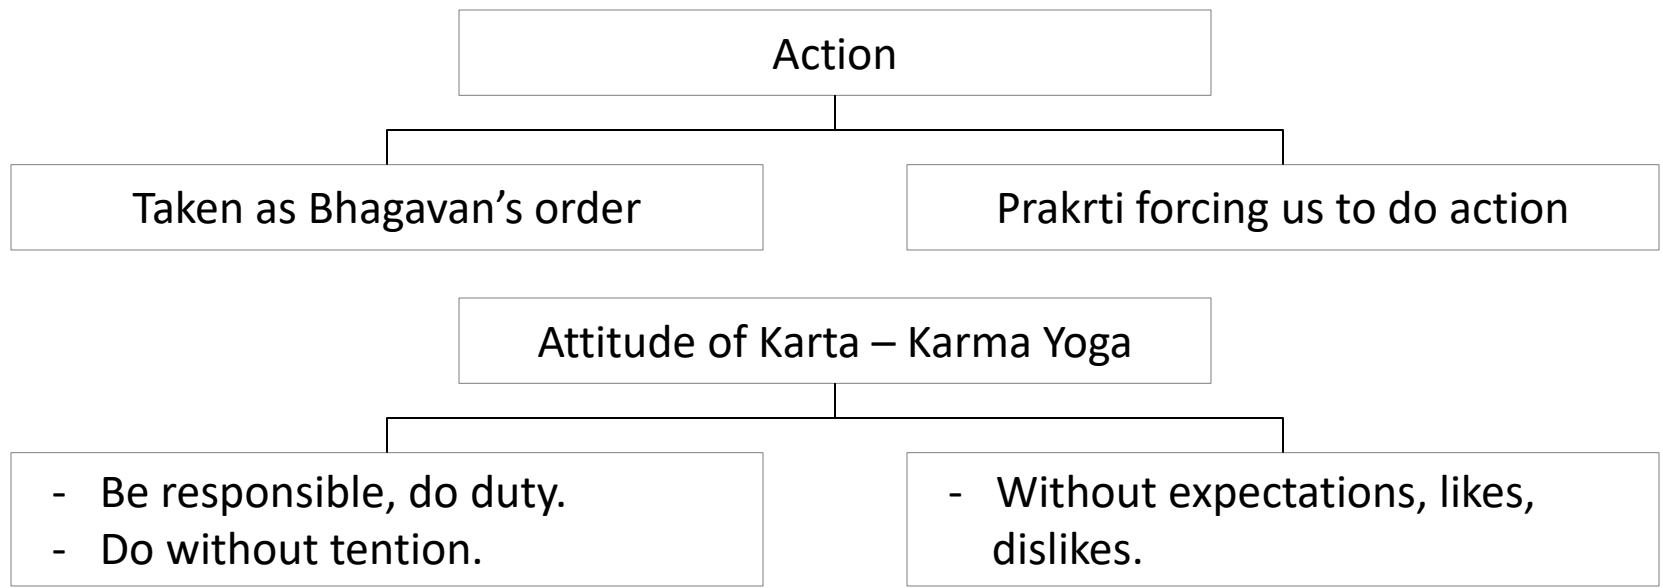 Action
Taken as Bhagavan’s order
Prakrti forcing us to do action
Attitude of Karta – Karma Yoga
- Be responsible, do duty.
- Do without tention.
- Without expectations, likes,
dislikes.